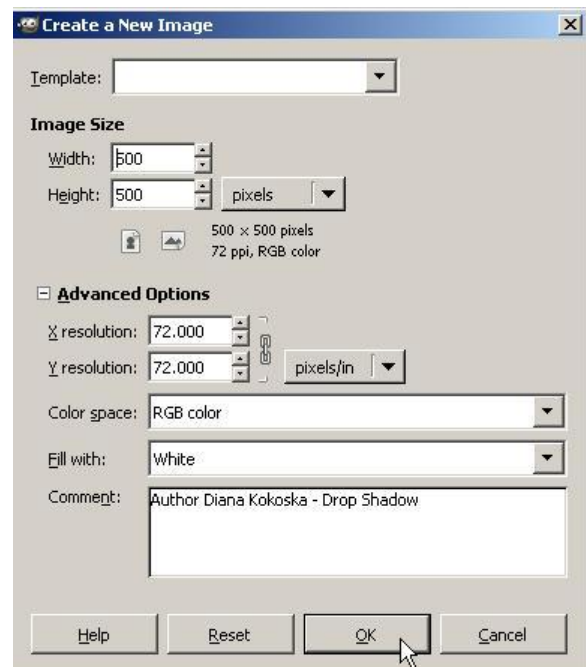 Create a New Image
Template:
Image Size
Width: 500
Height: 500 pixels
500 × 500 pixels
72 ppi, RGB color
Advanced Options
X resolution: 72.000
Y resolution: 72.000 pixels/in
Color space: RGB color
Fill with: White
Comment: Author Diana Kokoska - Drop Shadow
Help Reset OK Cancel